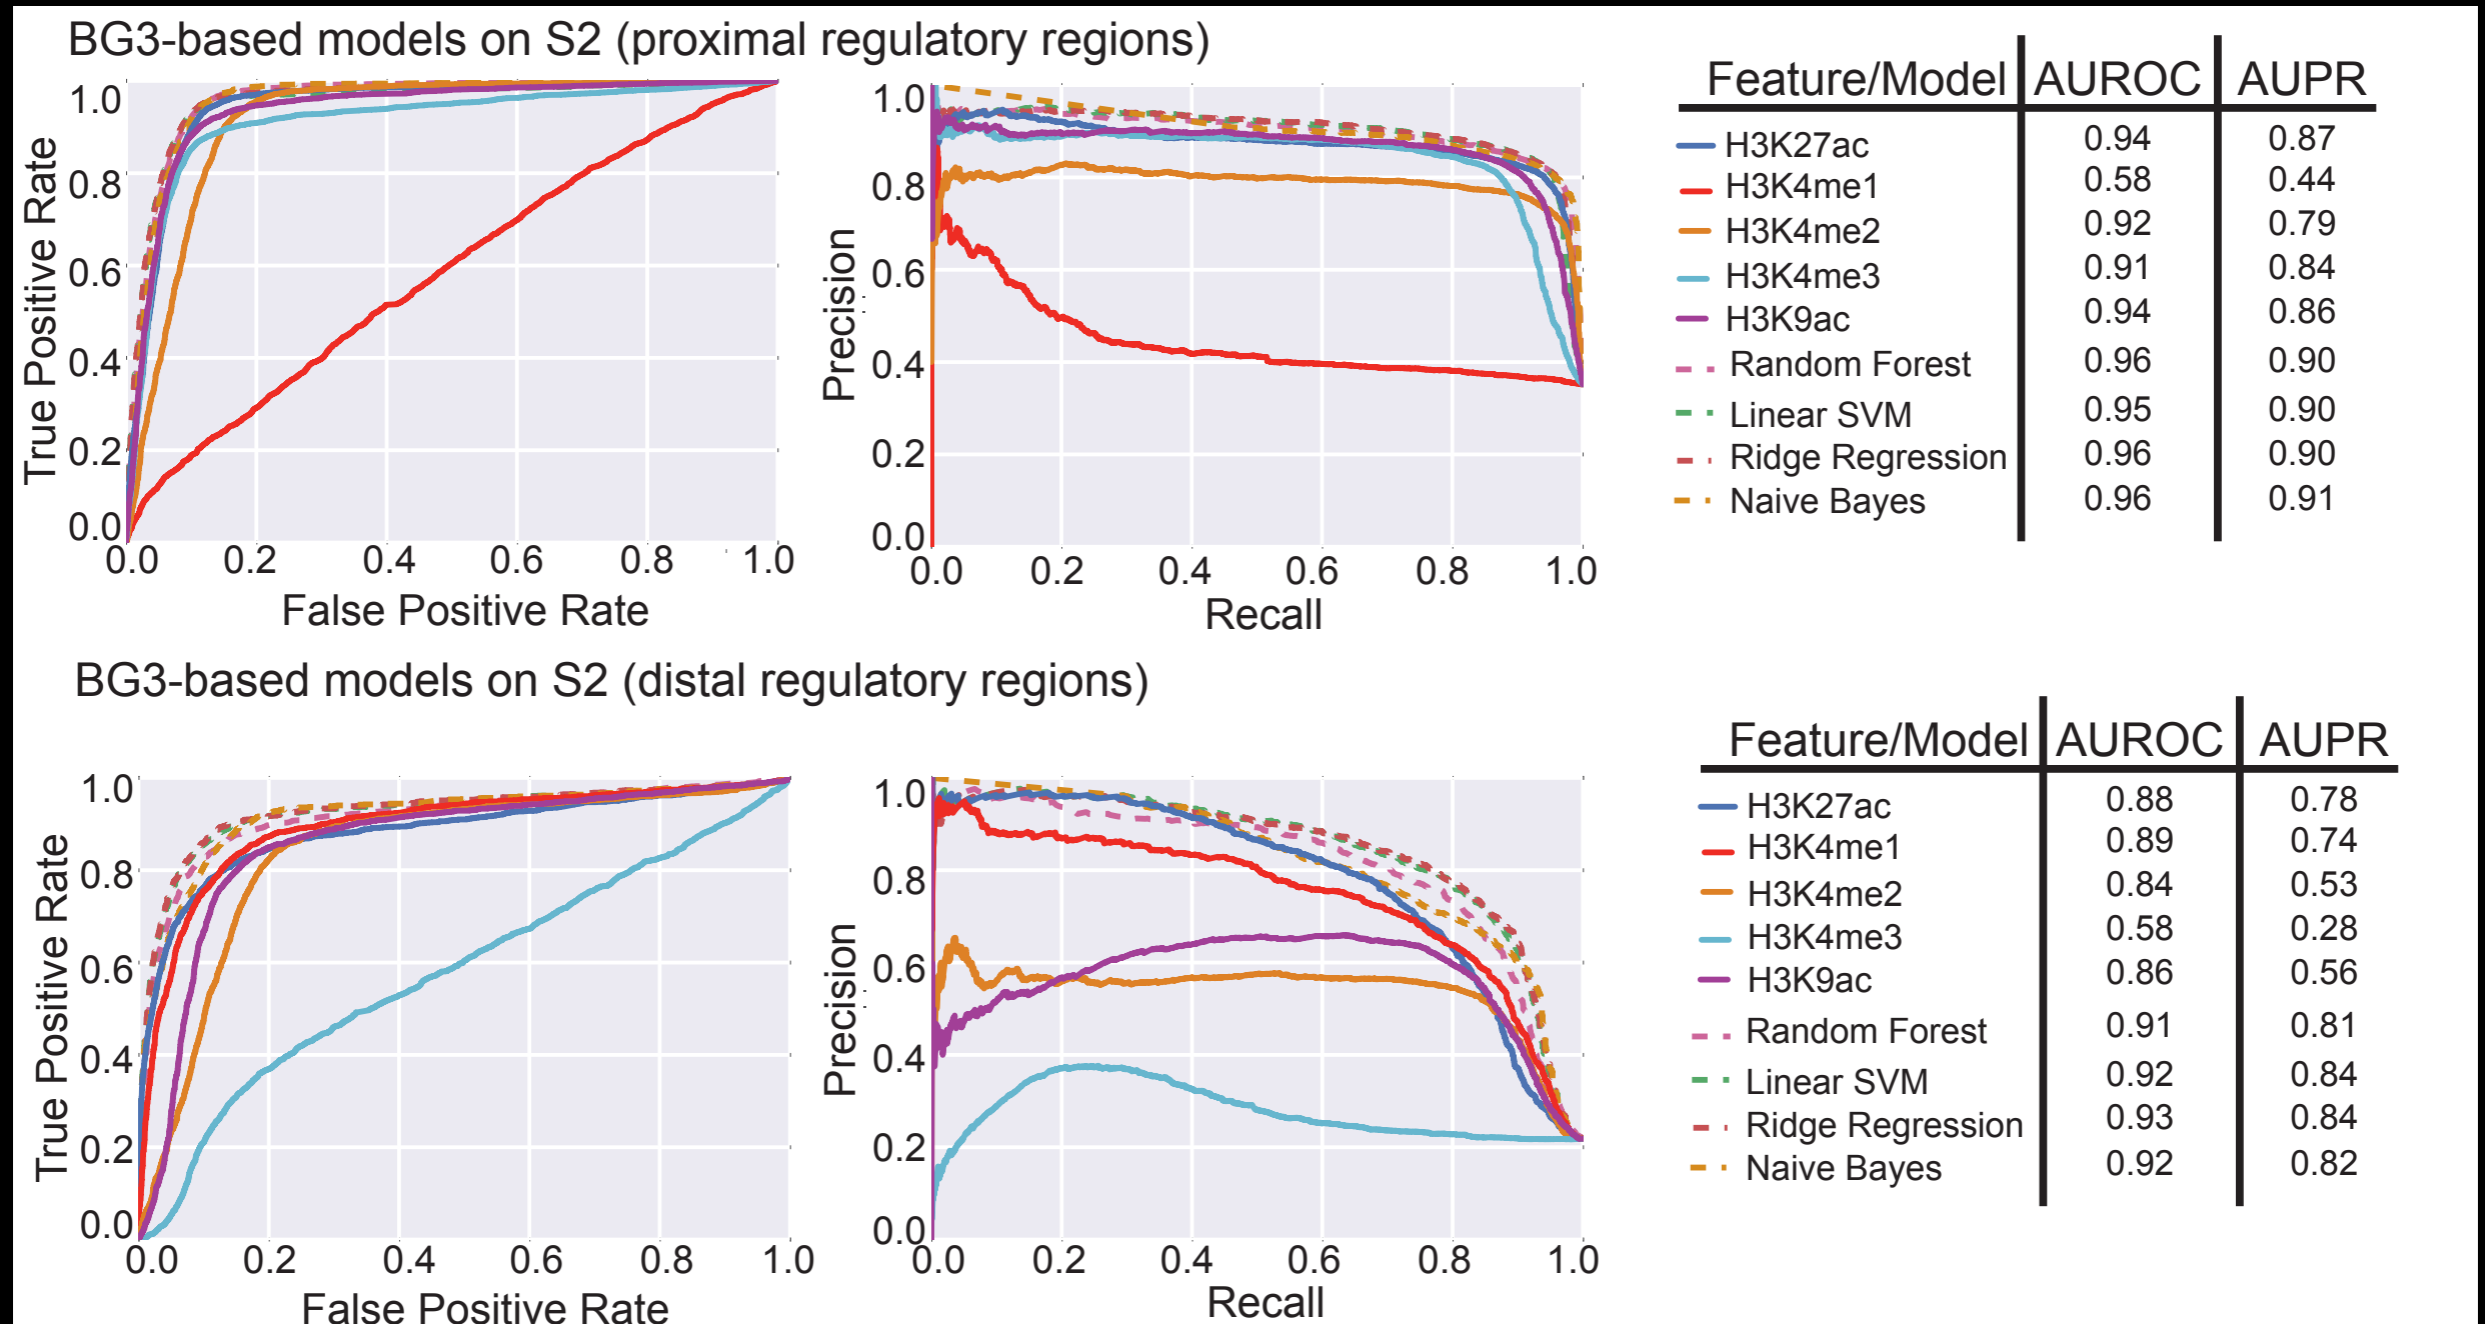 BG3-based models on S2 (proximal regulatory regions)
True Positive Rate
1.0
0.8
0.6
0.4
0.2
0.0
0.0 0.2 0.4 0.6 0.8 1.0
False Positive Rate
Precision
1.0
0.8
0.6
0.4
0.2
0.0
0.0 0.2 0.4 0.6 0.8 1.0
Recall
Feature/Model AUROC AUPR
H3K27ac 0.94 0.87
H3K4me1 0.58 0.44
H3K4me2 0.92 0.79
H3K4me3 0.91 0.84
H3K9ac 0.94 0.86
Random Forest 0.96 0.90
Linear SVM 0.95 0.90
Ridge Regression 0.96 0.90
Naive Bayes 0.96 0.91
BG3-based models on S2 (distal regulatory regions)
True Positive Rate
1.0
0.8
0.6
0.4
0.2
0.0
0.0 0.2 0.4 0.6 0.8 1.0
False Positive Rate
Precision
1.0
0.8
0.6
0.4
0.2
0.0
0.0 0.2 0.4 0.6 0.8 1.0
Recall
Feature/Model AUROC AUPR
H3K27ac 0.88 0.78
H3K4me1 0.89 0.74
H3K4me2 0.84 0.53
H3K4me3 0.58 0.28
H3K9ac 0.86 0.56
Random Forest 0.91 0.81
Linear SVM 0.92 0.84
Ridge Regression 0.93 0.84
Naive Bayes 0.92 0.82